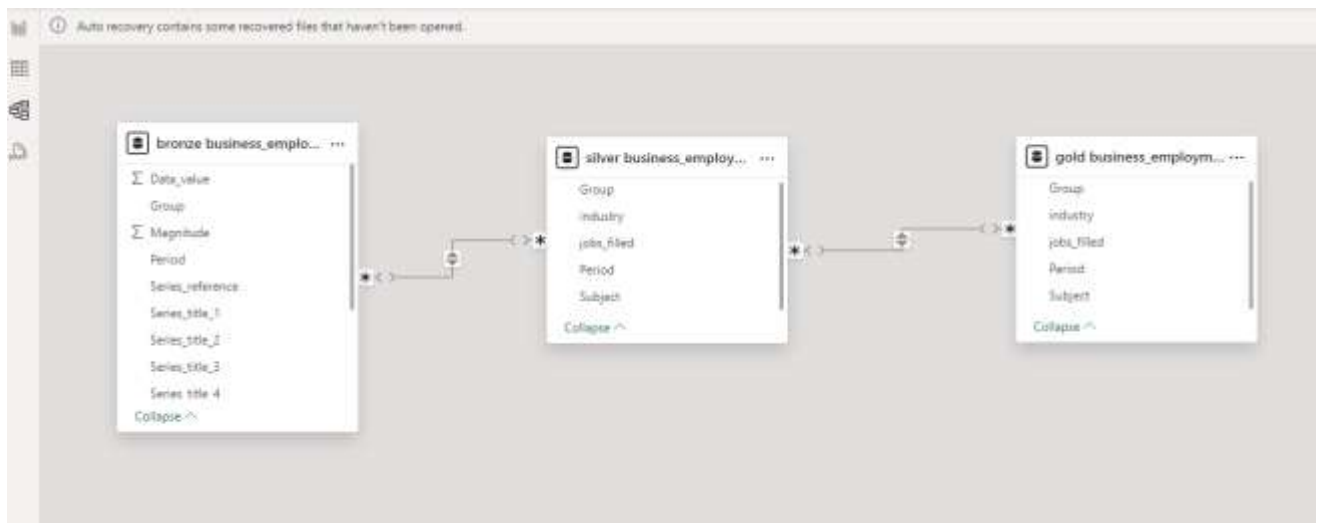 Auto recovery contains some recovered files that haven't been opened.
bronze business_emplo... ...
Σ Data_value
Group
Σ Magnitude
Period
Series_reference
Series_title_1
Series_title_2
Series_title_3
Series title 4
Collapse
silver business_employ... ...
Group
industry
jobs_filled
Period
Subject
Collapse
gold business_employm... ...
Group
industry
jobs_filled
Period
Subject
Collapse